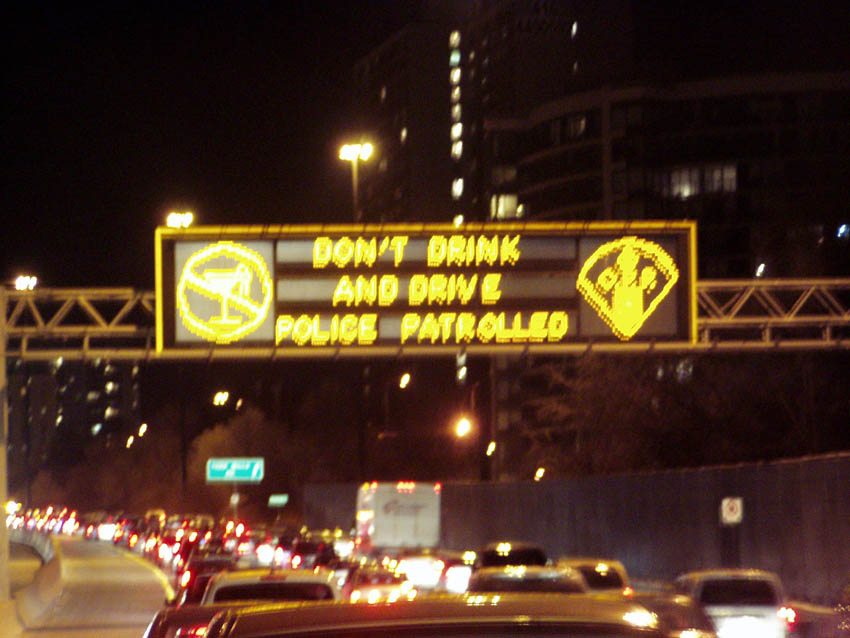 DON'T DRINK
AND DRIVE
POLICE PATROLLED